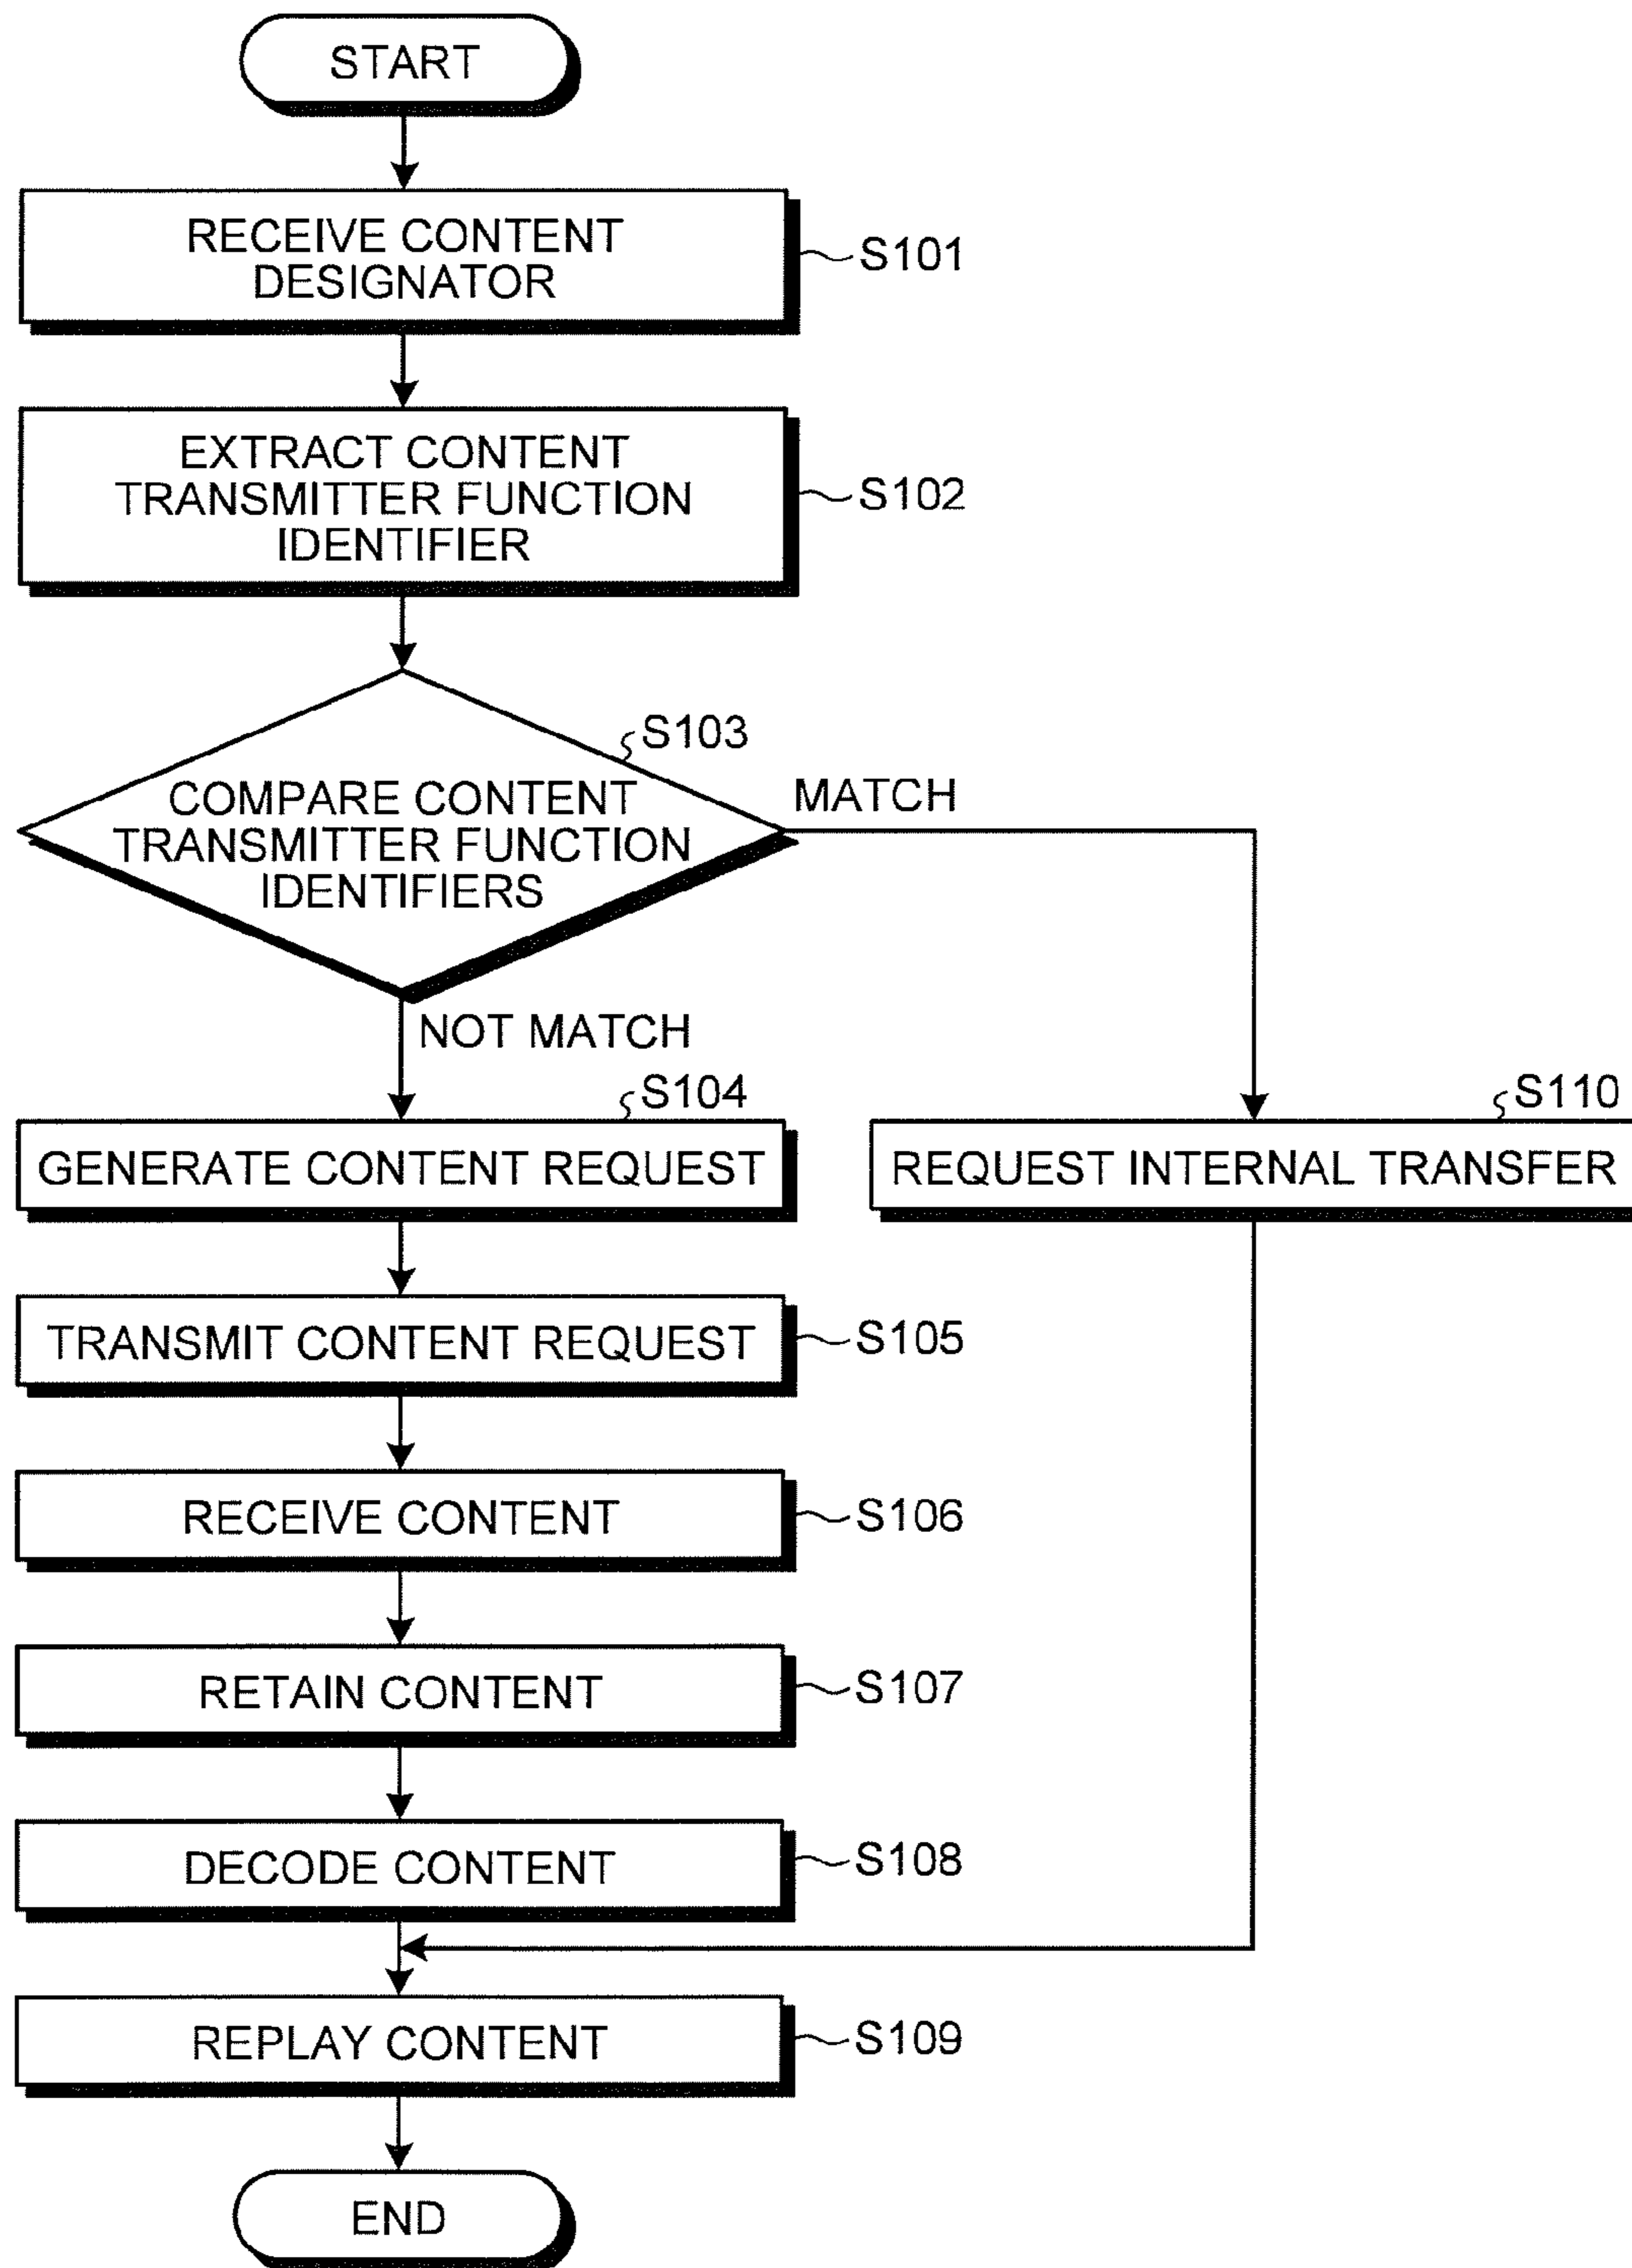 START
RECEIVE CONTENT
DESIGNATOR
S101
EXTRACT CONTENT
TRANSMITTER FUNCTION
IDENTIFIER
S102
S103
COMPARE CONTENT
TRANSMITTER FUNCTION
IDENTIFIERS
MATCH
NOT MATCH
S104
GENERATE CONTENT REQUEST
S110
REQUEST INTERNAL TRANSFER
TRANSMIT CONTENT REQUEST
S105
RECEIVE CONTENT
S106
RETAIN CONTENT
S107
DECODE CONTENT
S108
REPLAY CONTENT
S109
END